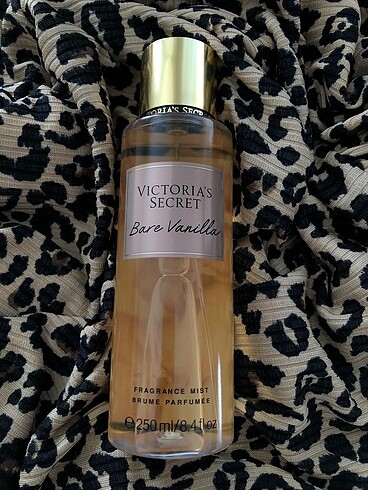 VICTORIA'S
SECRET
Bare Vanilla
FRAGRANCE MIST
BRUME PARFUMÉE
℮250 ml/8.4 fl oz